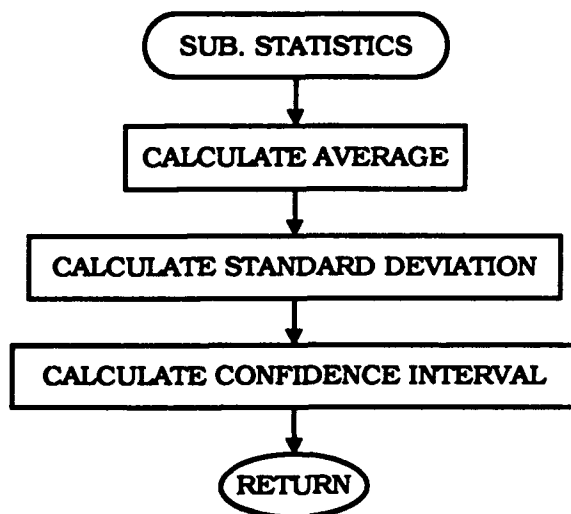 SUB. STATISTICS
CALCULATE AVERAGE
CALCULATE STANDARD DEVIATION
CALCULATE CONFIDENCE INTERVAL
RETURN